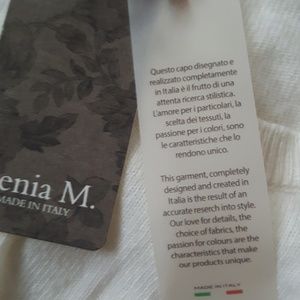 enia M.
MADE IN ITALY
Questo capo disegnato e
realizzato completamente
in Italia è il frutto di una
attenta ricerca stilistica.
L'amore per i particolari, la
scelta dei tessuti, la
passione per i colori, sono
le caratteristiche che lo
rendono unico.
This garment, completely
designed and created in
Italia is the result of an
accurate reserch into style.
Our love for details, the
choice of fabrics, the
passion for colours are the
characteristics that make
our products unique.
MADE IN ITALY